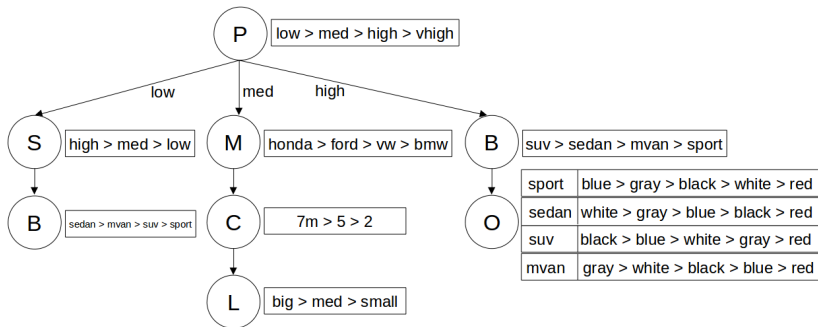 P low > med > high > vhigh
low med high
S high > med > low
M honda > ford > vw > bmw
B suv > sedan > mvan > sport
B sedan > mvan > suv > sport
C 7m > 5 > 2
O
sport blue > gray > black > white > red
sedan white > gray > blue > black > red
suv black > blue > white > gray > red
mvan gray > white > black > blue > red
L big > med > small